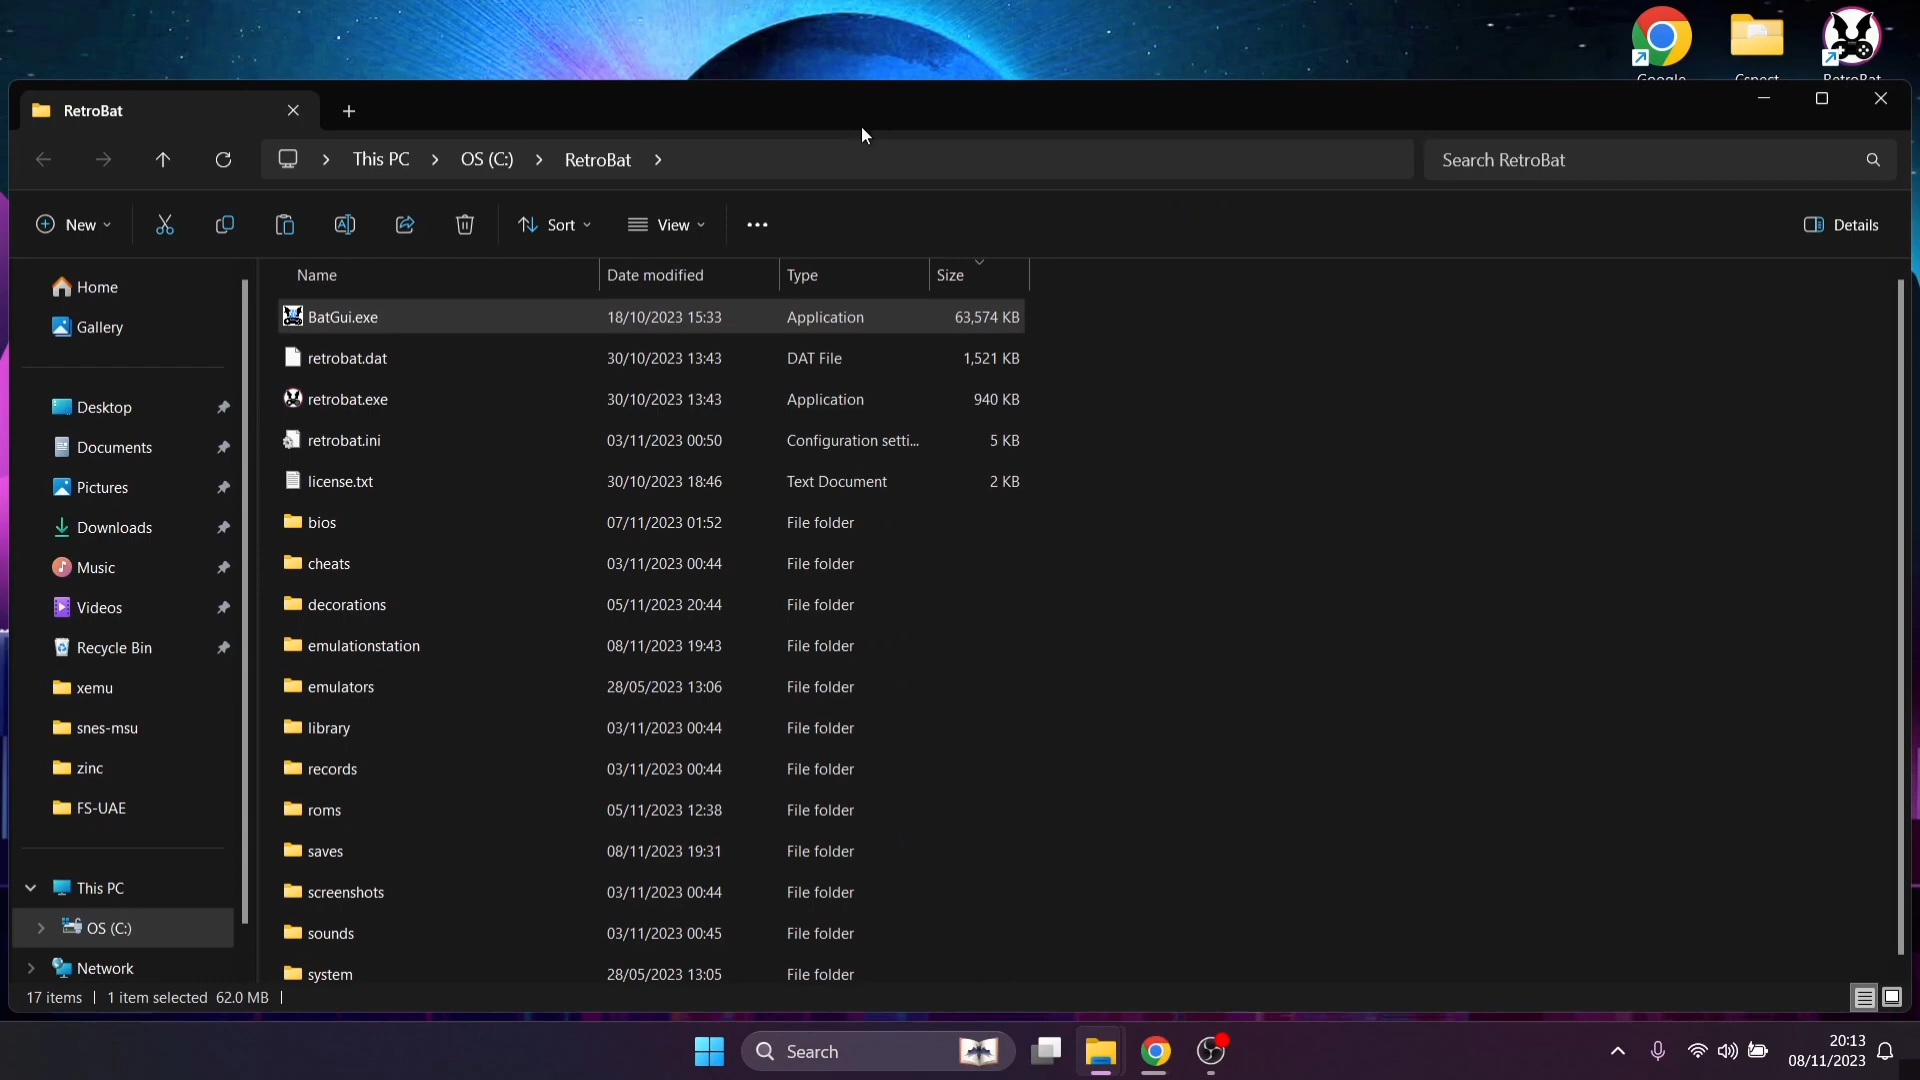 Google
Cspect
RetroBat
RetroBat
This PC
OS (C:)
RetroBat
Search RetroBat
New
Sort
View
Details
Name Date modified Type Size
BatGui.exe 18/10/2023 15:33 Application 63,574 KB
retrobat.dat 30/10/2023 13:43 DAT File 1,521 KB
retrobat.exe 30/10/2023 13:43 Application 940 KB
retrobat.ini 03/11/2023 00:50 Configuration setti... 5 KB
license.txt 30/10/2023 18:46 Text Document 2 KB
bios 07/11/2023 01:52 File folder
cheats 03/11/2023 00:44 File folder
decorations 05/11/2023 20:44 File folder
emulationstation 08/11/2023 19:43 File folder
emulators 28/05/2023 13:06 File folder
library 03/11/2023 00:44 File folder
records 03/11/2023 00:44 File folder
roms 05/11/2023 12:38 File folder
saves 08/11/2023 19:31 File folder
screenshots 03/11/2023 00:44 File folder
sounds 03/11/2023 00:45 File folder
system 28/05/2023 13:05 File folder
Home
Gallery
Desktop
Documents
Pictures
Downloads
Music
Videos
Recycle Bin
xemu
snes-msu
zinc
FS-UAE
This PC
OS (C:)
Network
17 items
1 item selected 62.0 MB
Search
20:13
08/11/2023